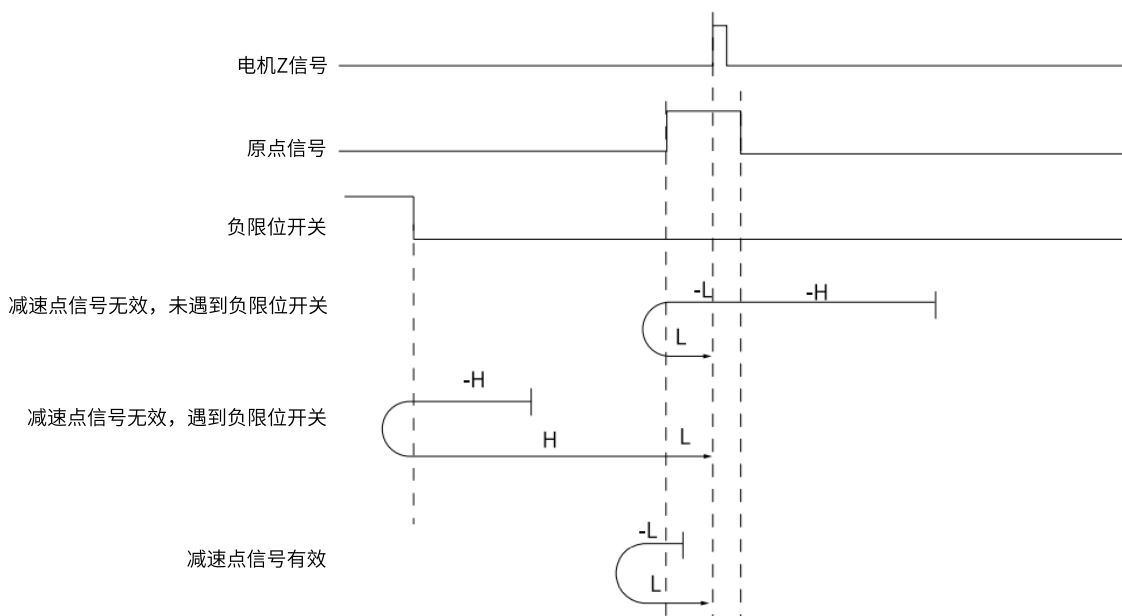 电机Z信号
原点信号
负限位开关
减速点信号无效，未遇到负限位开关
-L
-H
L
减速点信号无效，遇到负限位开关
-H
H
L
减速点信号有效
-L
L